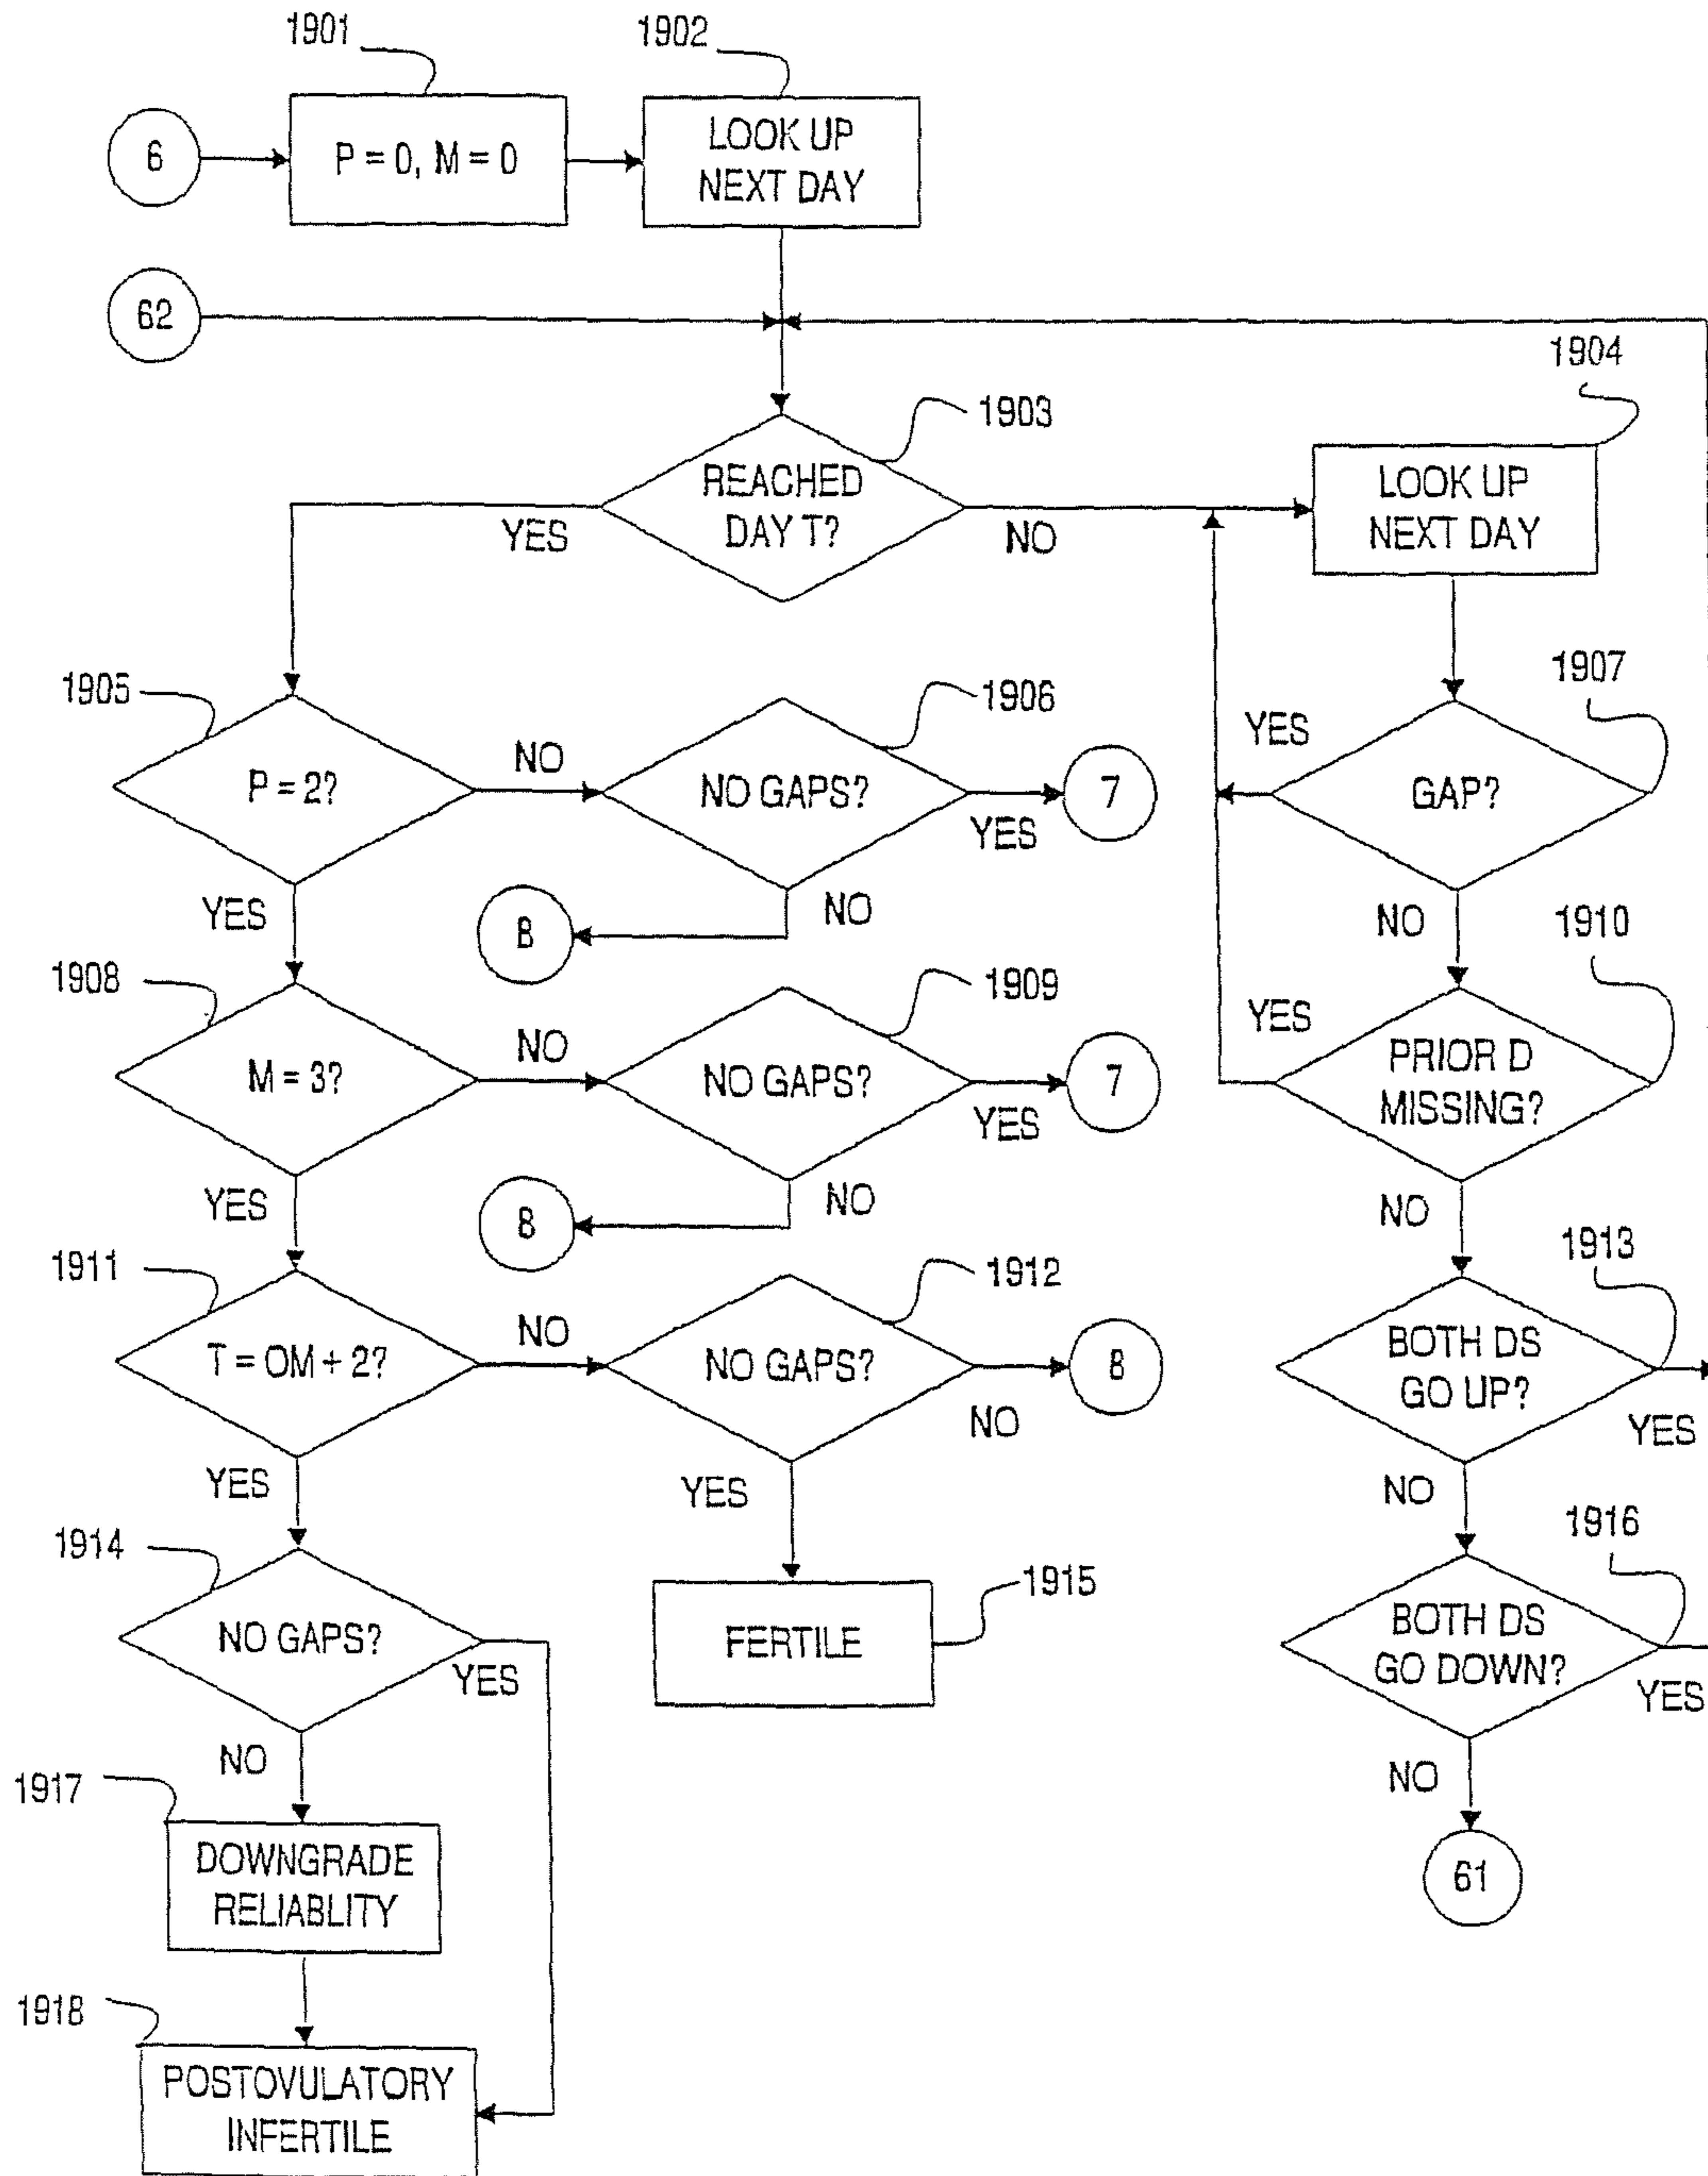 1901
1902
6
P = 0, M = 0
LOOK UP
NEXT DAY
62
1904
1903
REACHED
DAY T?
LOOK UP
NEXT DAY
YES
NO
1905
1906
1907
P = 2?
NO
NO GAPS?
7
YES
GAP?
YES
YES
NO
8
NO
1910
1908
1909
M = 3?
NO
NO GAPS?
7
YES
PRIOR D
MISSING?
YES
YES
NO
8
NO
1913
1911
1912
T = OM + 2?
NO
NO GAPS?
8
BOTH DS
GO UP?
NO
YES
YES
YES
NO
1914
1916
NO GAPS?
YES
FERTILE
1915
BOTH DS
GO DOWN?
YES
NO
NO
1917
DOWNGRADE
RELIABLITY
61
1918
POSTOVULATORY
INFERTILE